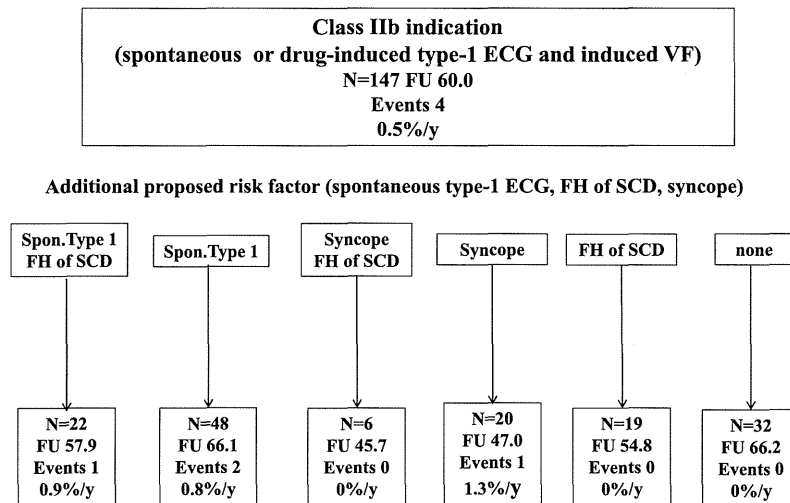 Class IIb indication
(spontaneous or drug-induced type-1 ECG and induced VF)
N=147 FU 60.0
Events 4
0.5%/y
Additional proposed risk factor (spontaneous type-1 ECG, FH of SCD, syncope)
Spon.Type 1
FH of SCD
Spon.Type 1
Syncope
FH of SCD
Syncope
FH of SCD
none
N=22
FU 57.9
Events 1
0.9%/y
N=48
FU 66.1
Events 2
0.8%/y
N=6
FU 45.7
Events 0
0%/y
N=20
FU 47.0
Events 1
1.3%/y
N=19
FU 54.8
Events 0
0%/y
N=32
FU 66.2
Events 0
0%/y